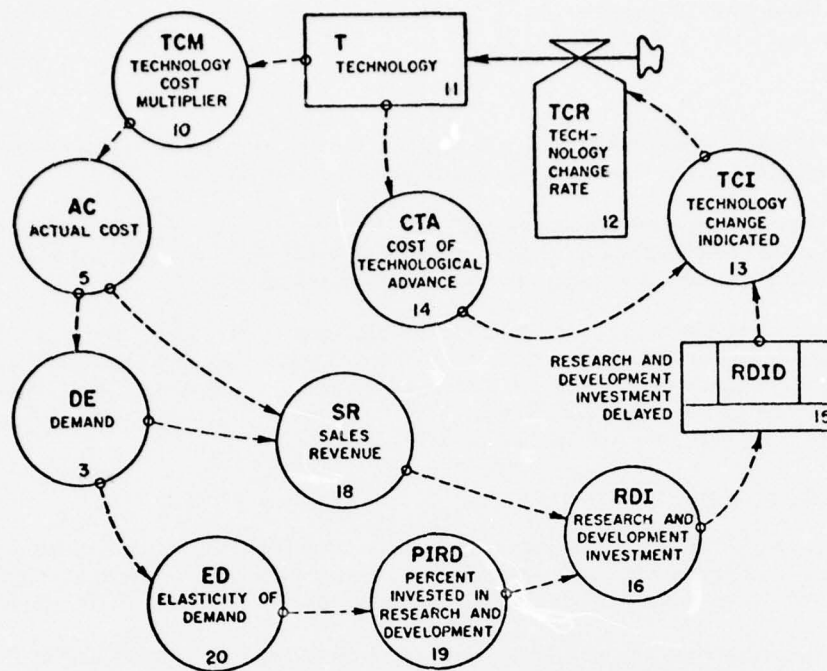 TCM
TECHNOLOGY
COST
MULTIPLIER
10
T
TECHNOLOGY
11
TCR
TECH-
NOLOGY
CHANGE
RATE
12
TCI
TECHNOLOGY
CHANGE
INDICATED
13
AC
ACTUAL COST
5
CTA
COST OF
TECHNOLOGICAL
ADVANCE
14
RESEARCH AND
DEVELOPMENT
INVESTMENT
DELAYED
RDID
15
DE
DEMAND
3
SR
SALES
REVENUE
18
RDI
RESEARCH AND
DEVELOPMENT
INVESTMENT
16
ED
ELASTICITY OF
DEMAND
20
PIRD
PERCENT
INVESTED IN
RESEARCH AND
DEVELOPMENT
19